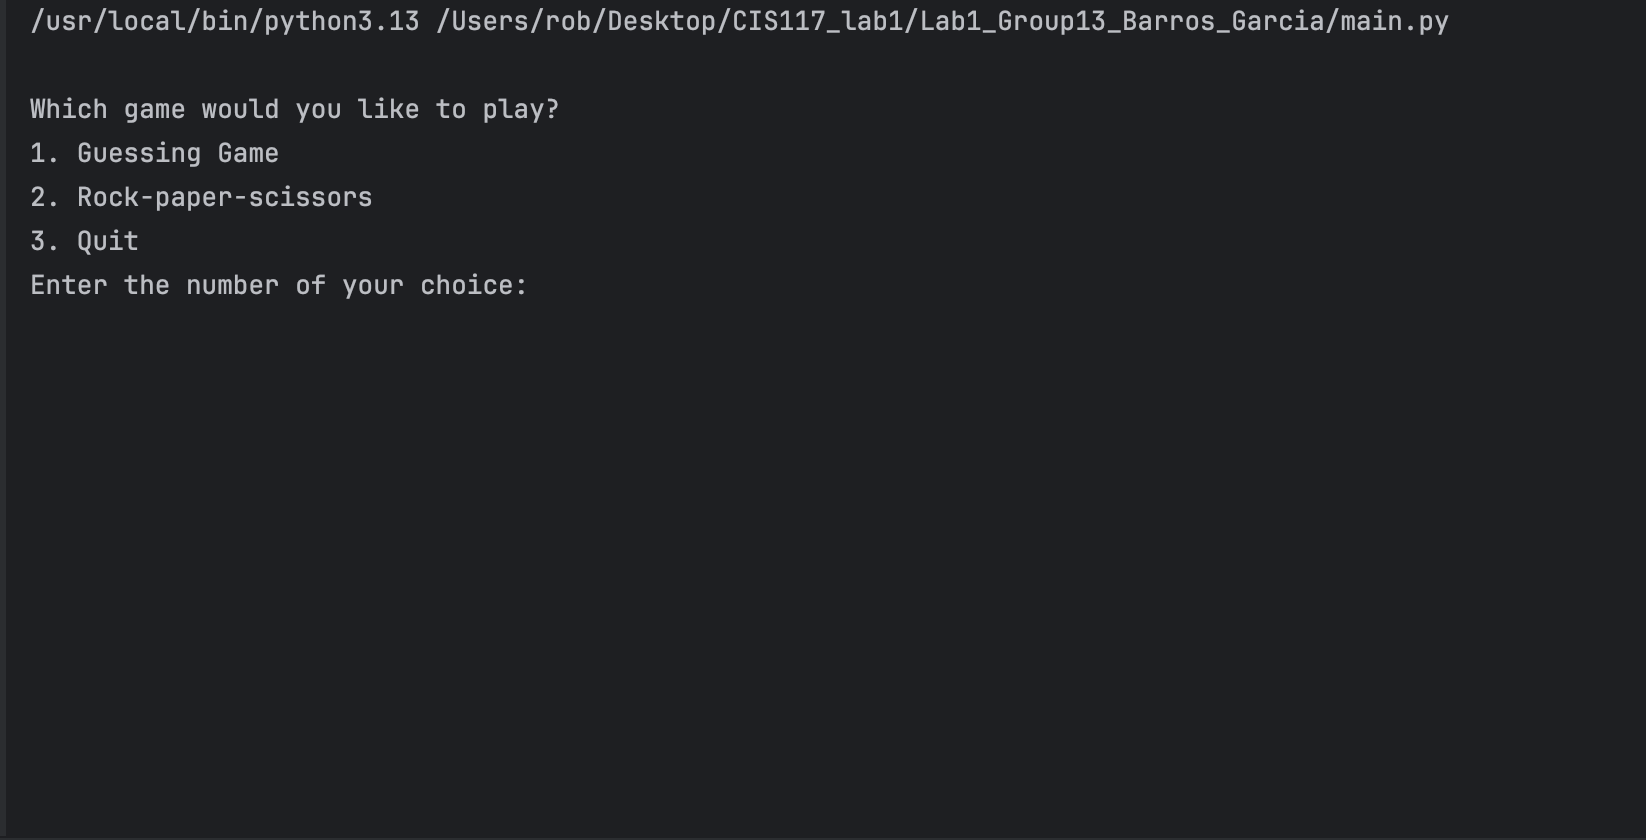 /usr/local/bin/python3.13 /Users/rob/Desktop/CIS117_lab1/Lab1_Group13_Barros_Garcia/main.py
Which game would you like to play?
1. Guessing Game
2. Rock-paper-scissors
3. Quit
Enter the number of your choice: